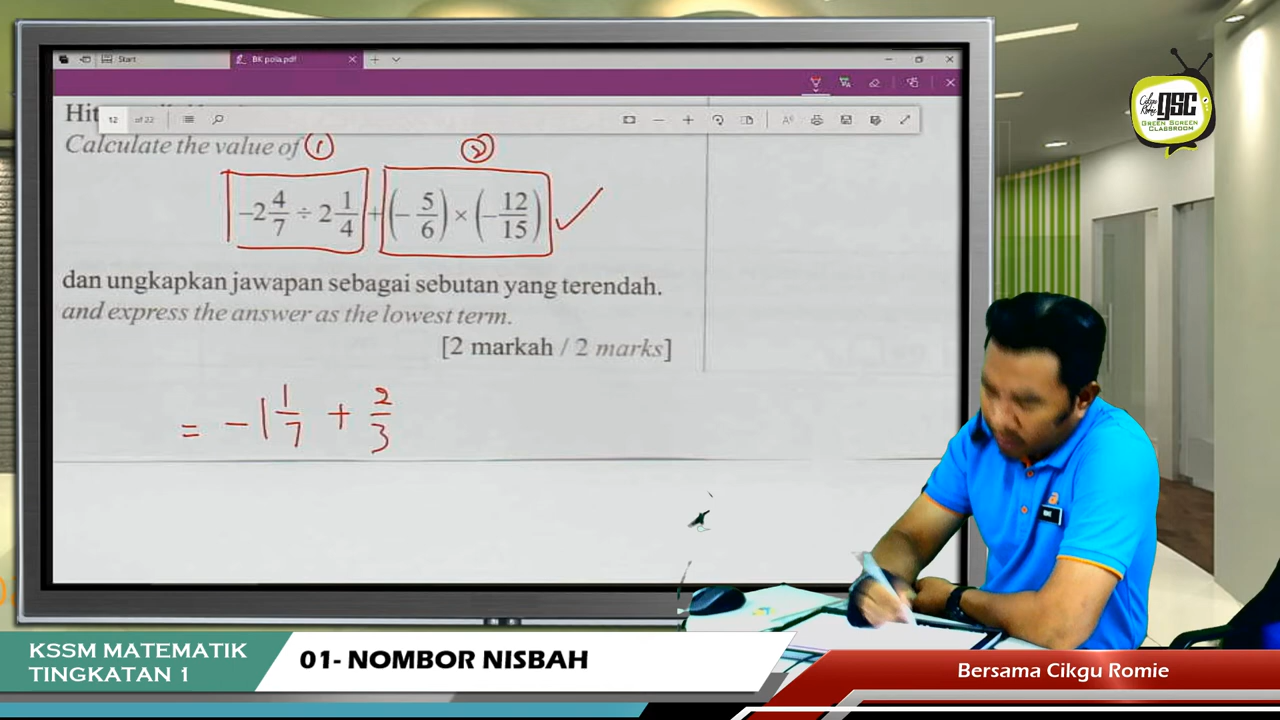 Start
BK pola.pdf
Hit
12 of 22
Calculate the value of ① ②
−2 4/7 ÷ 2 1/4 + (− 5/6) × (− 12/15) ✓
dan ungkapkan jawapan sebagai sebutan yang terendah.
and express the answer as the lowest term.
[2 markah / 2 marks]
= −1 1/7 + 2/3
Cikgu Romie GSC
GREEN SCREEN
CLASSROOM
KSSM MATEMATIK
TINGKATAN 1
01- NOMBOR NISBAH
Bersama Cikgu Romie